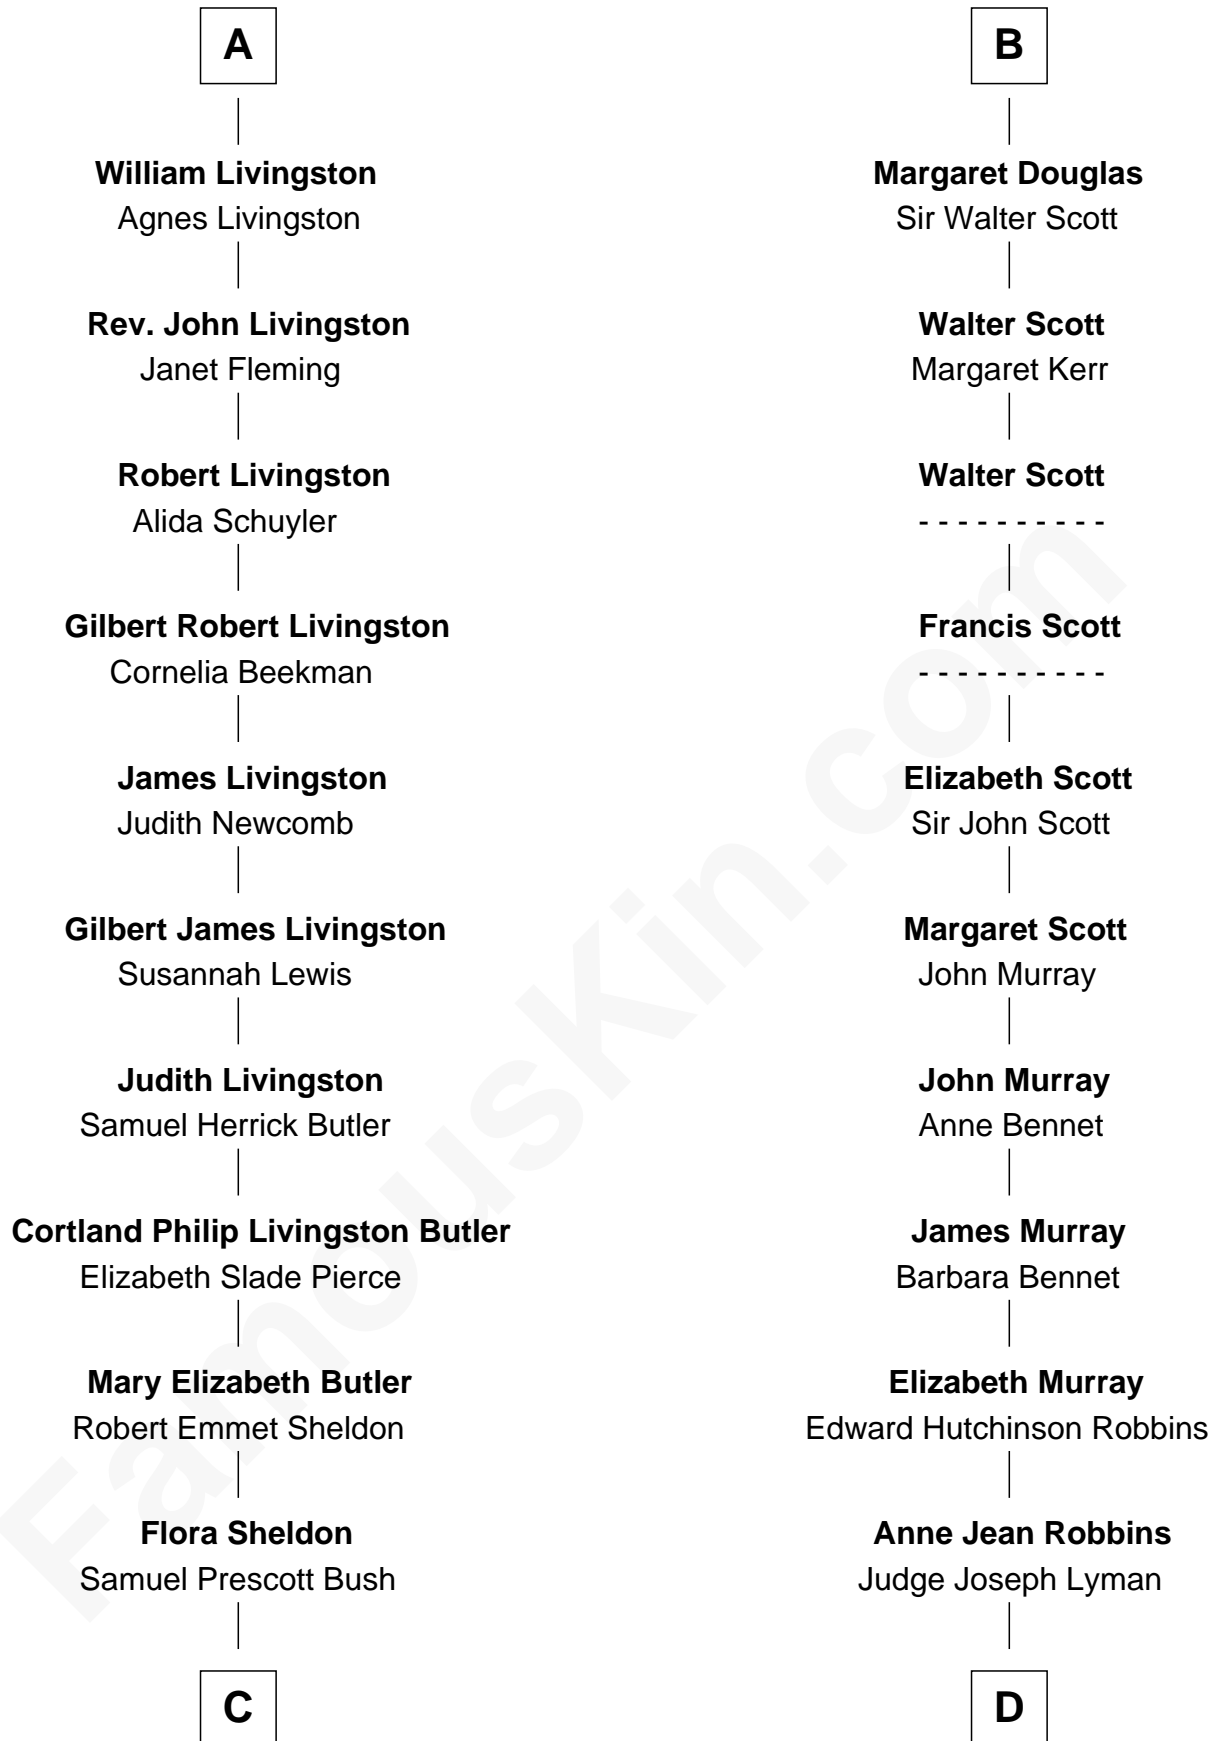 A
William Livingston
Agnes Livingston
Rev. John Livingston
Janet Fleming
Robert Livingston
Alida Schuyler
Gilbert Robert Livingston
Cornelia Beekman
James Livingston
Judith Newcomb
Gilbert James Livingston
Susannah Lewis
Judith Livingston
Samuel Herrick Butler
Cortland Philip Livingston Butler
Elizabeth Slade Pierce
Mary Elizabeth Butler
Robert Emmet Sheldon
Flora Sheldon
Samuel Prescott Bush
C
B
Margaret Douglas
Sir Walter Scott
Walter Scott
Margaret Kerr
Walter Scott
- - - - - - - - - -
Francis Scott
- - - - - - - - - -
Elizabeth Scott
Sir John Scott
Margaret Scott
John Murray
John Murray
Anne Bennet
James Murray
Barbara Bennet
Elizabeth Murray
Edward Hutchinson Robbins
Anne Jean Robbins
Judge Joseph Lyman
D
FamousKin.com